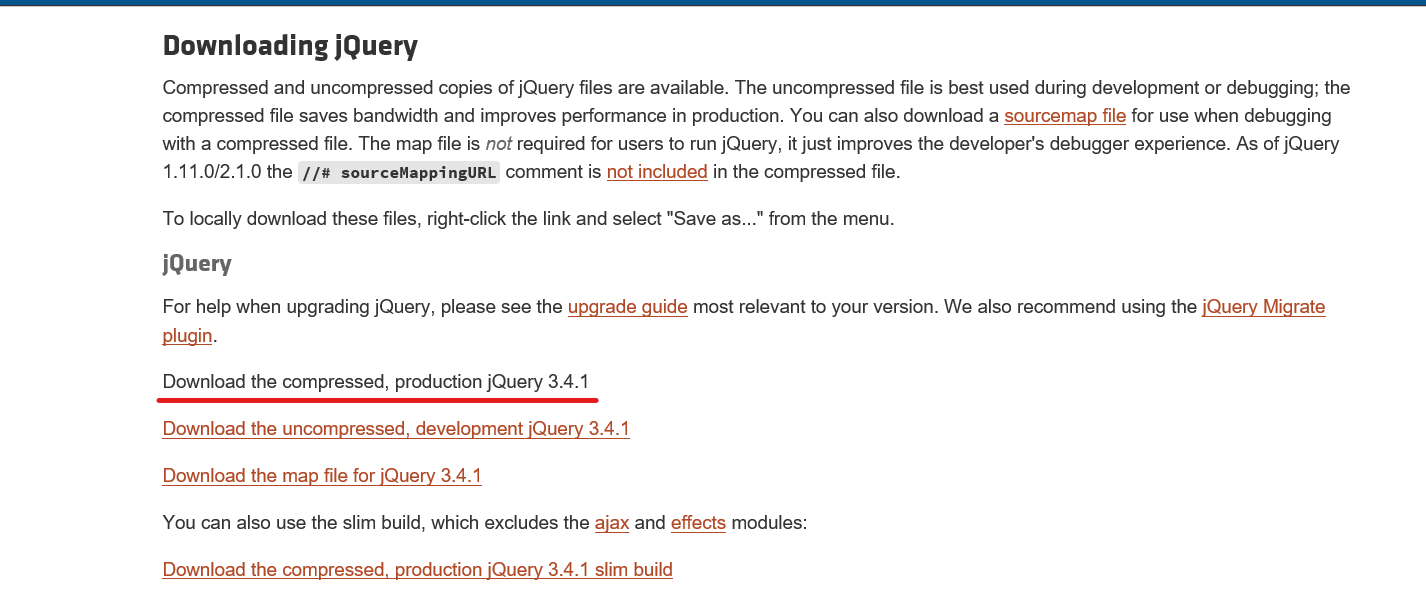 Downloading jQuery
Compressed and uncompressed copies of jQuery files are available. The uncompressed file is best used during development or debugging; the
compressed file saves bandwidth and improves performance in production. You can also download a sourcemap file for use when debugging
with a compressed file. The map file is not required for users to run jQuery, it just improves the developer's debugger experience. As of jQuery
1.11.0/2.1.0 the //# sourceMappingURL comment is not included in the compressed file.
To locally download these files, right-click the link and select "Save as..." from the menu.
jQuery
For help when upgrading jQuery, please see the upgrade guide most relevant to your version. We also recommend using the jQuery Migrate
plugin.
Download the compressed, production jQuery 3.4.1
Download the uncompressed, development jQuery 3.4.1
Download the map file for jQuery 3.4.1
You can also use the slim build, which excludes the ajax and effects modules:
Download the compressed, production jQuery 3.4.1 slim build